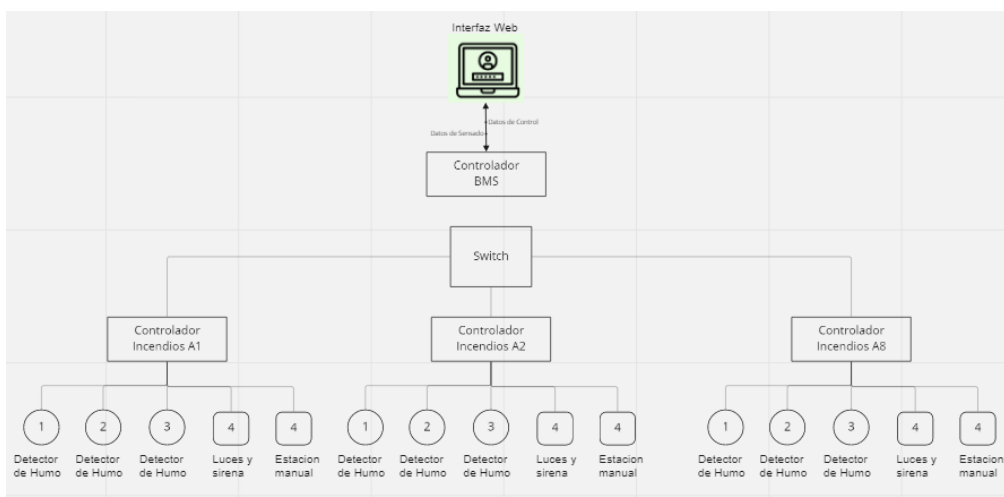 Interfaz Web
Datos de Control
Datos de Sensado
Controlador
BMS
Switch
Controlador
Incendios A1
Controlador
Incendios A2
Controlador
Incendios A8
1
2
3
4
4
1
2
3
4
4
1
2
3
4
4
Detector
de Humo
Detector
de Humo
Detector
de Humo
Luces y
sirena
Estacion
manual
Detector
de Humo
Detector
de Humo
Detector
de Humo
Luces y
sirena
Estacion
manual
Detector
de Humo
Detector
de Humo
Detector
de Humo
Luces y
sirena
Estacion
manual